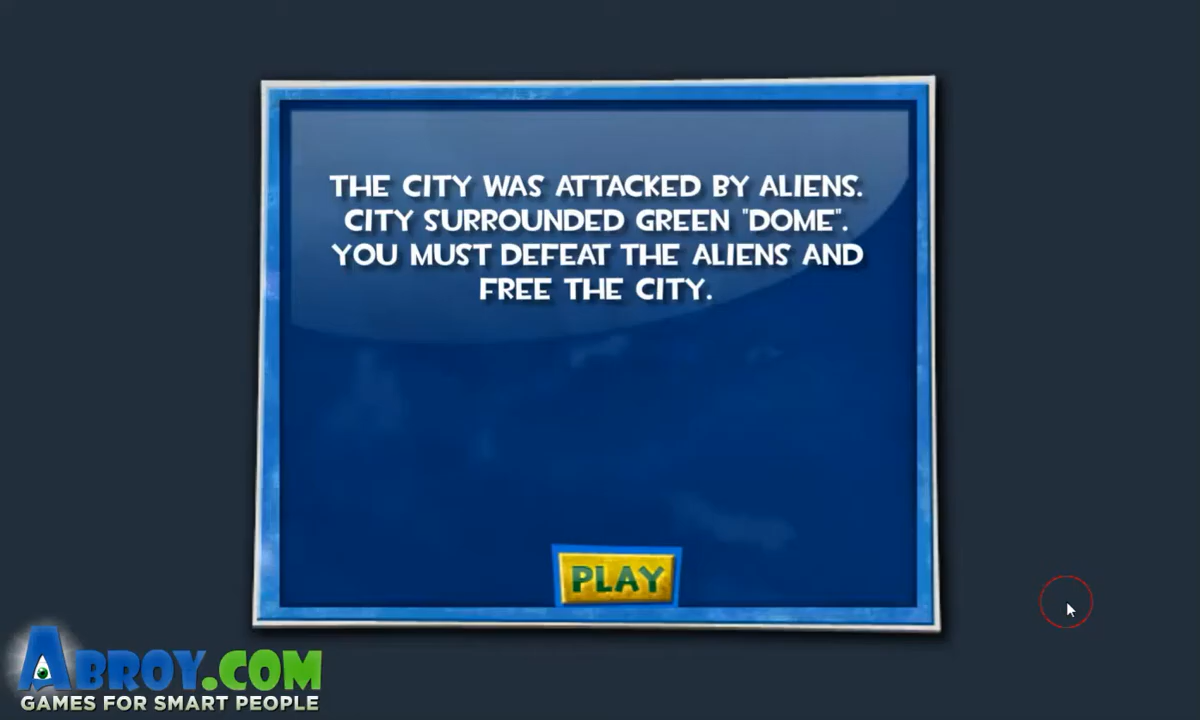 THE CITY WAS ATTACKED BY ALIENS.
CITY SURROUNDED GREEN "DOME".
YOU MUST DEFEAT THE ALIENS AND
FREE THE CITY.
PLAY
ABROY.COM
GAMES FOR SMART PEOPLE